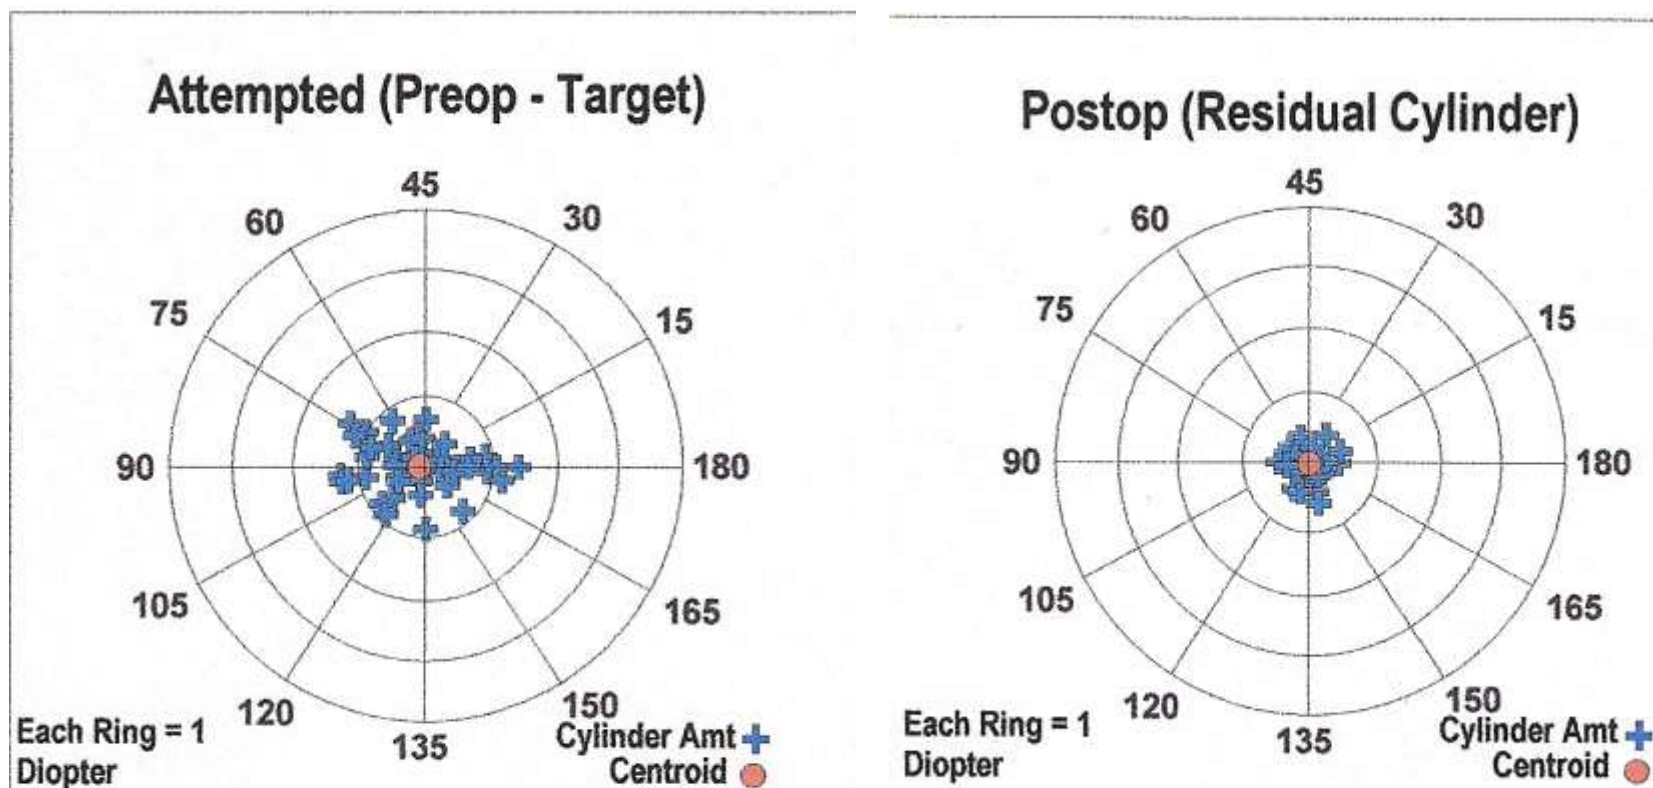 Attempted (Preop - Target)
45
60
30
75
15
90
180
105
165
120
150
135
Each Ring = 1
Diopter
Cylinder Amt
Centroid
Postop (Residual Cylinder)
45
60
30
75
15
90
180
105
165
120
150
135
Each Ring = 1
Diopter
Cylinder Amt
Centroid